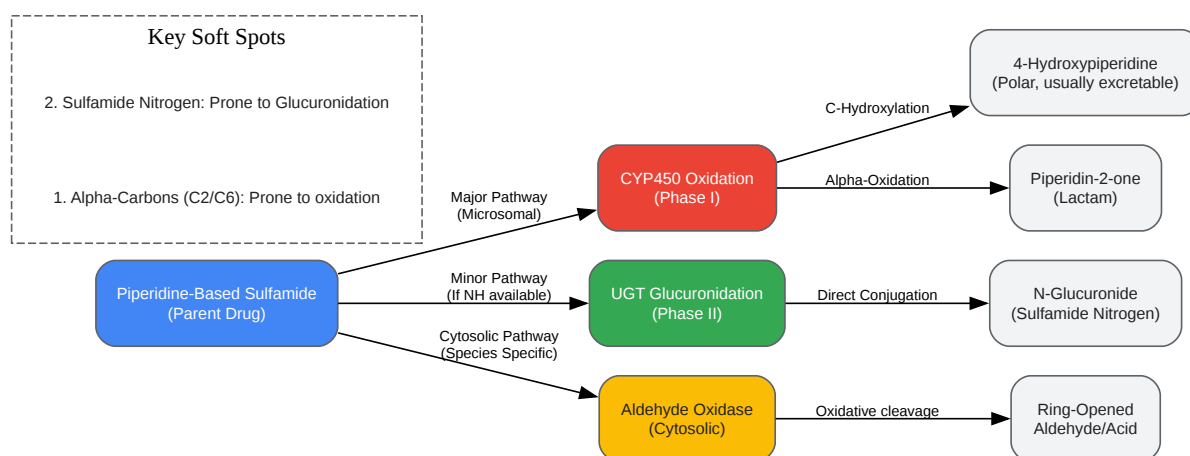 Key Soft Spots
2. Sulfamide Nitrogen: Prone to Glucuronidation
1. Alpha-Carbons (C2/C6): Prone to oxidation
Piperidine-Based Sulfamide
(Parent Drug)
Major Pathway
(Microsomal)
Minor Pathway
(If NH available)
Cytosolic Pathway
(Species Specific)
CYP450 Oxidation
(Phase I)
UGT Glucuronidation
(Phase II)
Aldehyde Oxidase
(Cytosolic)
C-Hydroxylation
Alpha-Oxidation
Direct Conjugation
Oxidative cleavage
4-Hydroxypiperidine
(Polar, usually excretable)
Piperidin-2-one
(Lactam)
N-Glucuronide
(Sulfamide Nitrogen)
Ring-Opened
Aldehyde/Acid